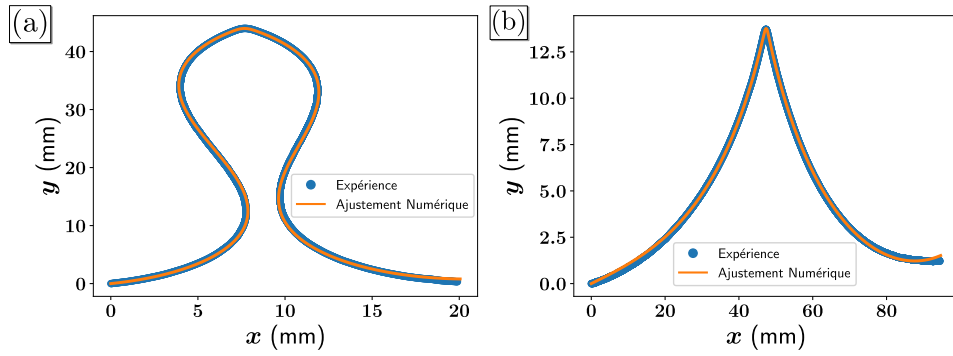 (a)
40
30
20
10
0
y (mm)
Expérience
Ajustement Numérique
0 5 10 15 20
x (mm)
(b)
12.5
10.0
7.5
5.0
2.5
0.0
y (mm)
Expérience
Ajustement Numérique
0 20 40 60 80
x (mm)